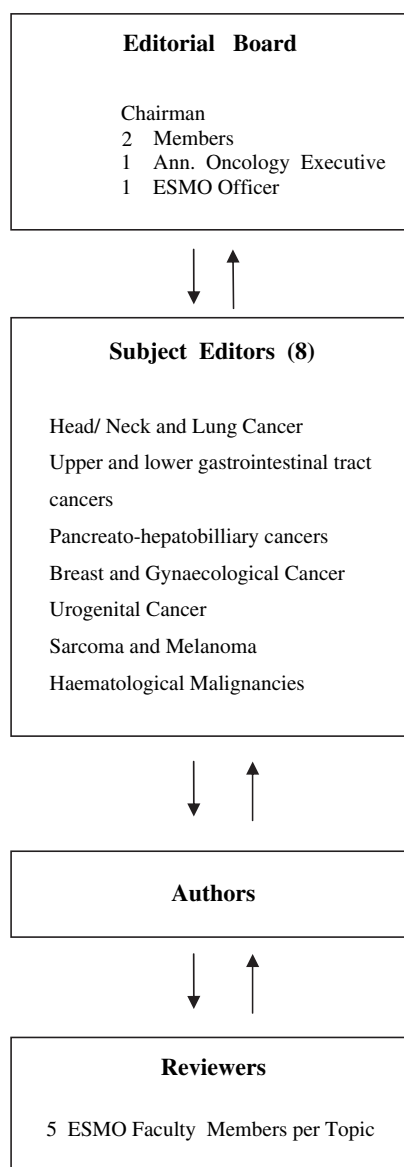 Editorial Board
Chairman
2 Members
1 Ann. Oncology Executive
1 ESMO Officer
Subject Editors (8)
Head/ Neck and Lung Cancer
Upper and lower gastrointestinal tract
cancers
Pancreato-hepatobilliary cancers
Breast and Gynaecological Cancer
Urogenital Cancer
Sarcoma and Melanoma
Haematological Malignancies
Authors
Reviewers
5 ESMO Faculty Members per Topic